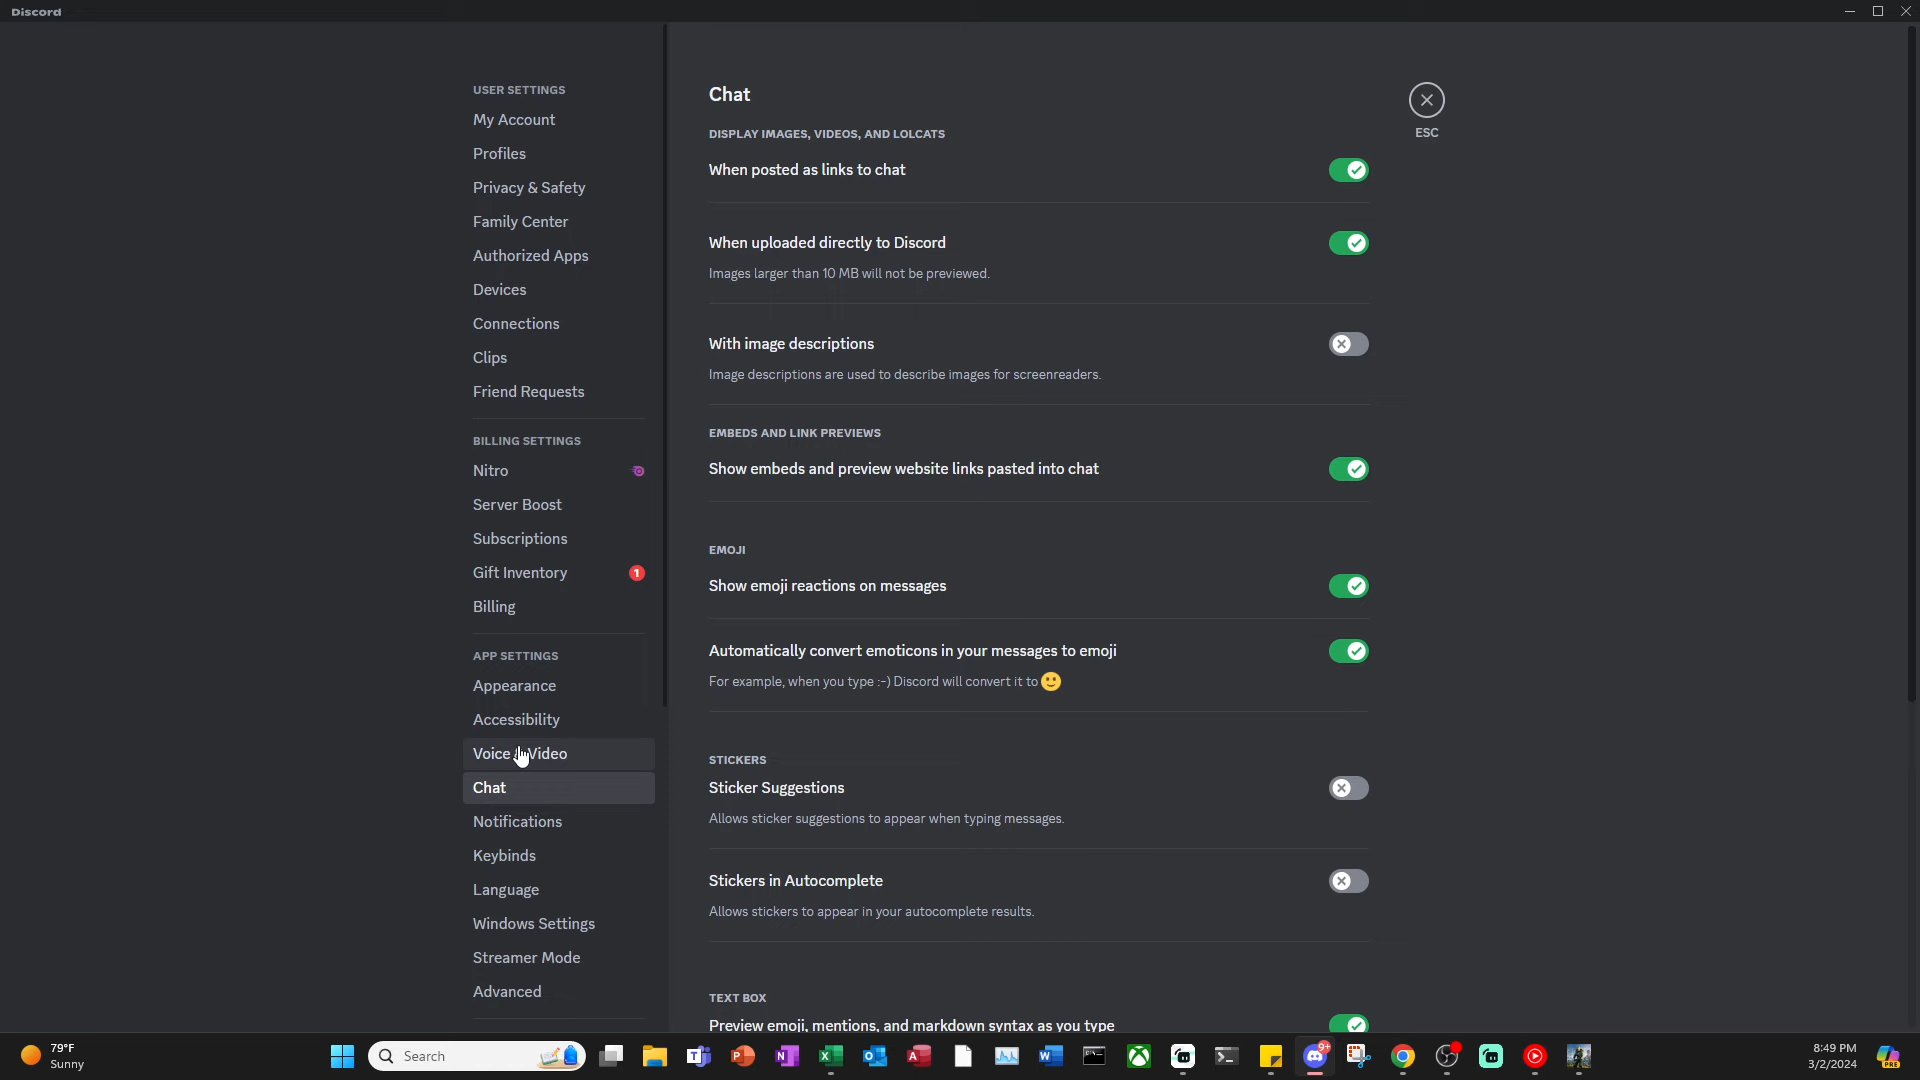 Discord
USER SETTINGS
My Account
Profiles
Privacy & Safety
Family Center
Authorized Apps
Devices
Connections
Clips
Friend Requests
BILLING SETTINGS
Nitro
Server Boost
Subscriptions
Gift Inventory 1
Billing
APP SETTINGS
Appearance
Accessibility
Voice Video
Chat
Notifications
Keybinds
Language
Windows Settings
Streamer Mode
Advanced
Chat
ESC
DISPLAY IMAGES, VIDEOS, AND LOLCATS
When posted as links to chat
When uploaded directly to Discord
Images larger than 10 MB will not be previewed.
With image descriptions
Image descriptions are used to describe images for screenreaders.
EMBEDS AND LINK PREVIEWS
Show embeds and preview website links pasted into chat
EMOJI
Show emoji reactions on messages
Automatically convert emoticons in your messages to emoji
For example, when you type :-) Discord will convert it to 🙂
STICKERS
Sticker Suggestions
Allows sticker suggestions to appear when typing messages.
Stickers in Autocomplete
Allows stickers to appear in your autocomplete results.
TEXT BOX
Preview emoji, mentions, and markdown syntax as you type
79°F
Sunny
Search
9+
8:49 PM
3/2/2024
PRE